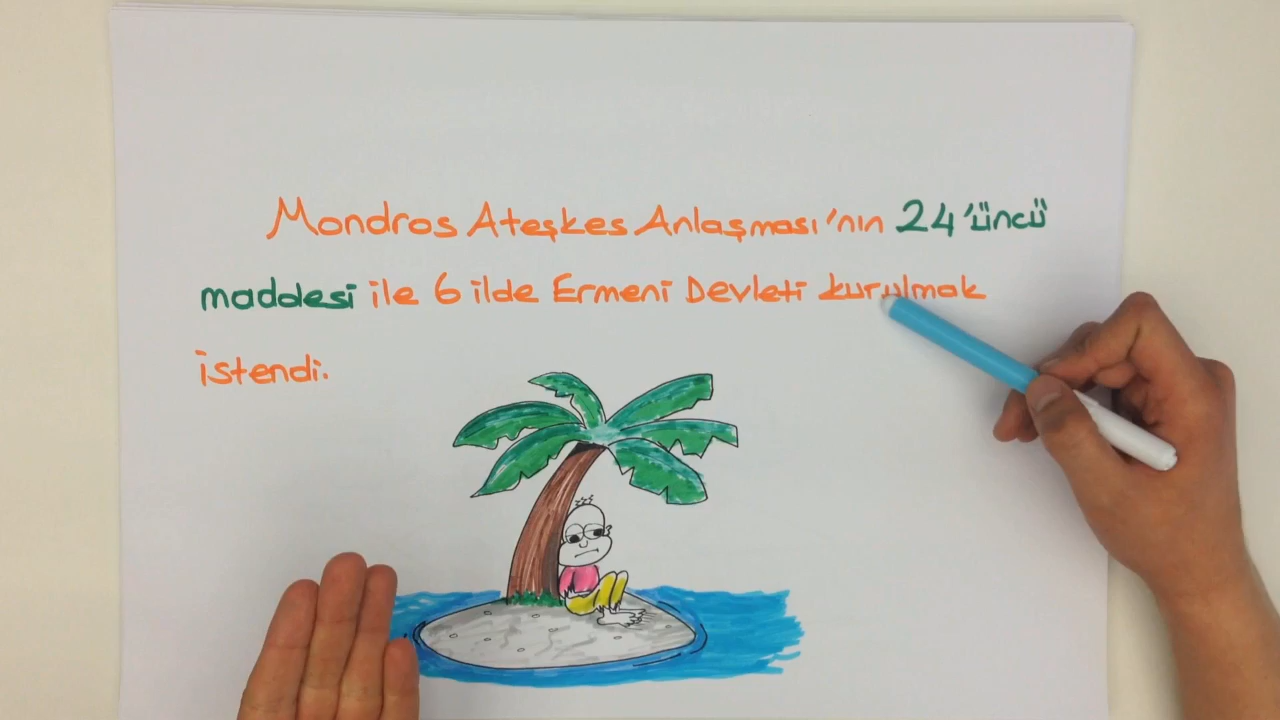 Mondros Ateşkes Anlaşması'nın 24'üncü
maddesi ile 6 ilde Ermeni Devleti kurulmak
istendi.